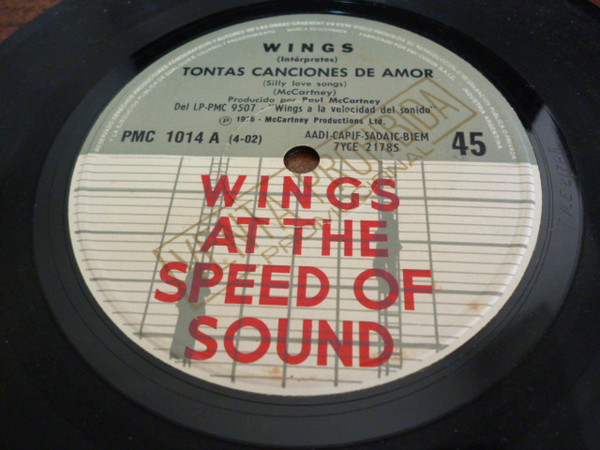 WINGS
(Intérpretes)
TONTAS CANCIONES DE AMOR
(Silly love songs)
(McCartney)
Producido por Paul McCartney
Del LP-PMC 9507 - "Wings a la velocidad del sonido"
℗ 1976 - McCartney Productions Ltd.
PMC 1014 A (4-02)
AADI-CAPIF-SADAIC-BIEM
7YCE 21785
45
PROHIBIDA
PROMOCIONAL
WINGS
AT THE
SPEED OF
SOUND